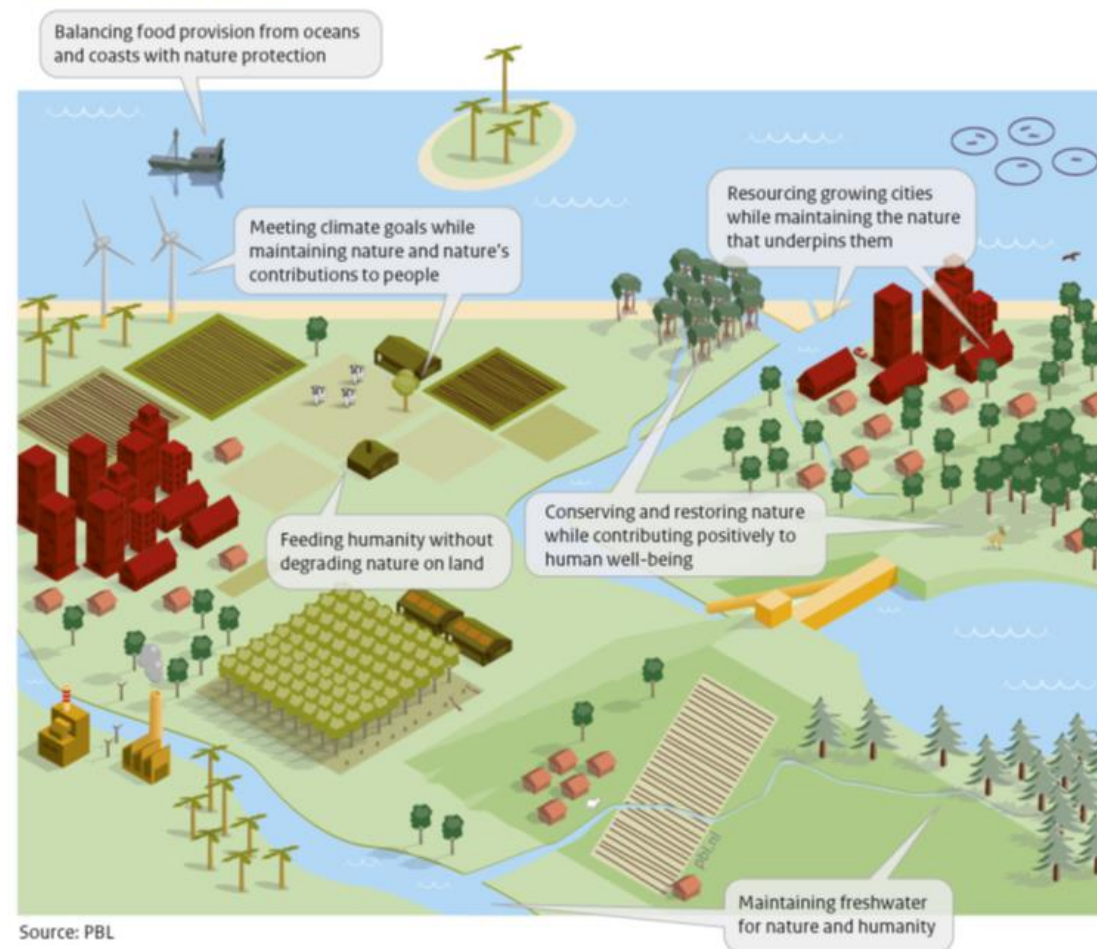 Balancing food provision from oceans
and coasts with nature protection
Resourcing growing cities
while maintaining the nature
that underpins them
Meeting climate goals while
maintaining nature and nature's
contributions to people
Conserving and restoring nature
while contributing positively to
human well-being
Feeding humanity without
degrading nature on land
pbl.nl
Maintaining freshwater
for nature and humanity
Source: PBL